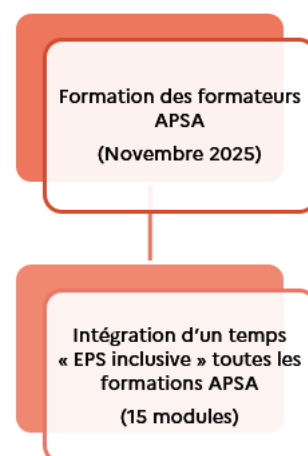 Formation des formateurs
APSA
(Novembre 2025)
Intégration d'un temps
« EPS inclusive » toutes les
formations APSA
(15 modules)